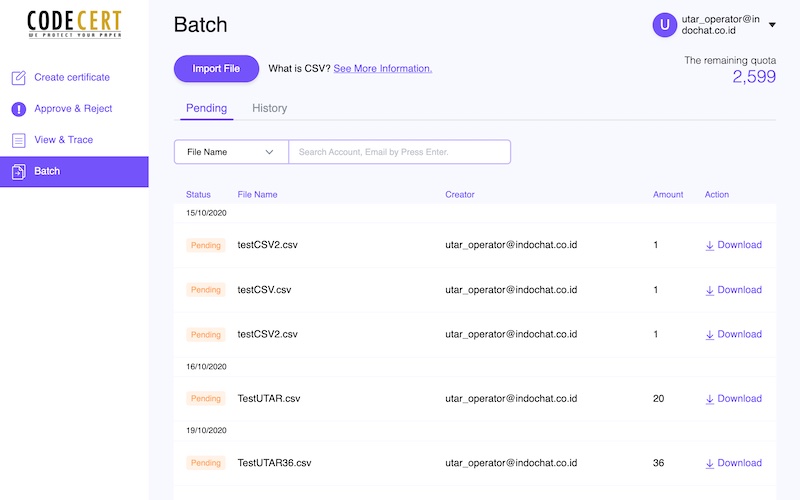 CODECERT
WE PROTECT YOUR PAPER
Create certificate
Approve & Reject
View & Trace
Batch
Batch
U
utar_operator@in
dochat.co.id
Import File
What is CSV? See More Information.
The remaining quota
2,599
Pending History
File Name
Search Account, Email by Press Enter.
Status File Name Creator Amount Action
15/10/2020
Pending testCSV2.csv utar_operator@indochat.co.id 1 Download
Pending testCSV.csv utar_operator@indochat.co.id 1 Download
Pending testCSV2.csv utar_operator@indochat.co.id 1 Download
16/10/2020
Pending TestUTAR.csv utar_operator@indochat.co.id 20 Download
19/10/2020
Pending TestUTAR36.csv utar_operator@indochat.co.id 36 Download